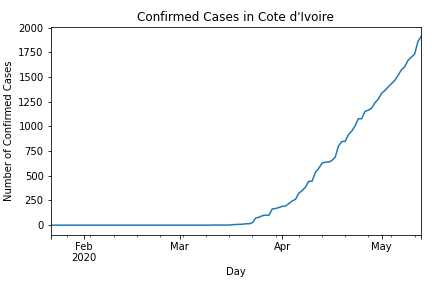 Confirmed Cases in Cote d'Ivoire
Number of Confirmed Cases
2000
1750
1500
1250
1000
750
500
250
0
Feb
2020
Mar
Apr
May
Day